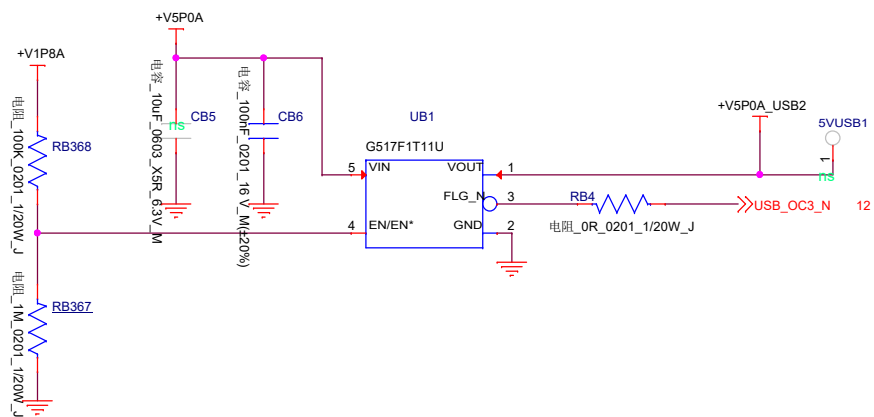 +V5P0A
+V1P8A
电阻_100K_0201_1/20W_J
RB368
电容_10uF_0603_X5R_6.3V_M
ns
CB5
电容_100nF_0201_16 V_M(±20%)
CB6
UB1
G517F1T11U
5
VIN
VOUT
1
FLG_N
3
4
EN/EN*
GND
2
+V5P0A_USB2
5VUSB1
1
ns
RB4
电阻_0R_0201_1/20W_J
USB_OC3_N
12
电阻_1M_0201_1/20W_J
RB367